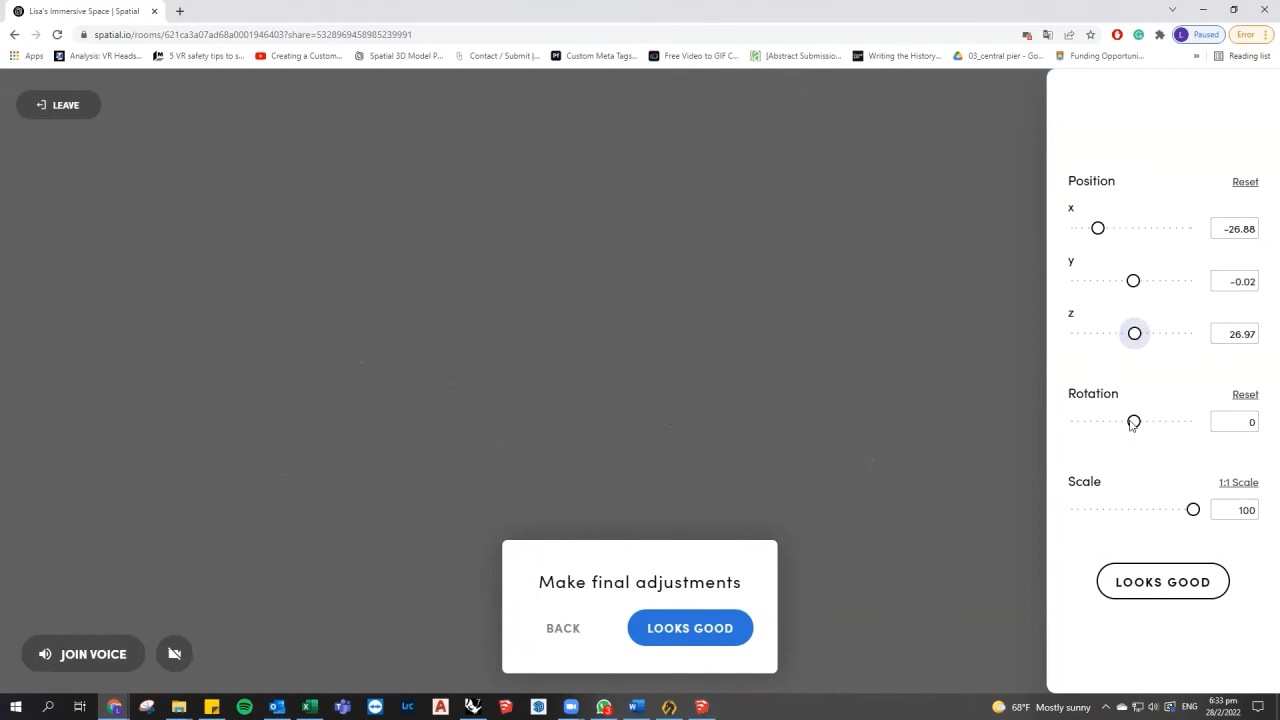 Lisa's Immersive Space | Spatial
spatial.io/rooms/621ca3a07ad68a0001946403?share=5328969458985239991
L Paused Error
Apps Analysis: VR Heads... 5 VR safety tips to s... Creating a Custom... Spatial 3D Model P... Contact / Submit |... Custom Meta Tags... Free Video to GIF C... [Abstract Submissio... Writing the History... 03_central pier - Go... Funding Opportuni... » Reading list
LEAVE
Position Reset
x
-26.88
y
-0.02
z
26.97
Rotation Reset
0
Scale 1:1 Scale
100
LOOKS GOOD
Make final adjustments
BACK LOOKS GOOD
JOIN VOICE
Lrc
3
68°F Mostly sunny ENG 6:33 pm
28/2/2022